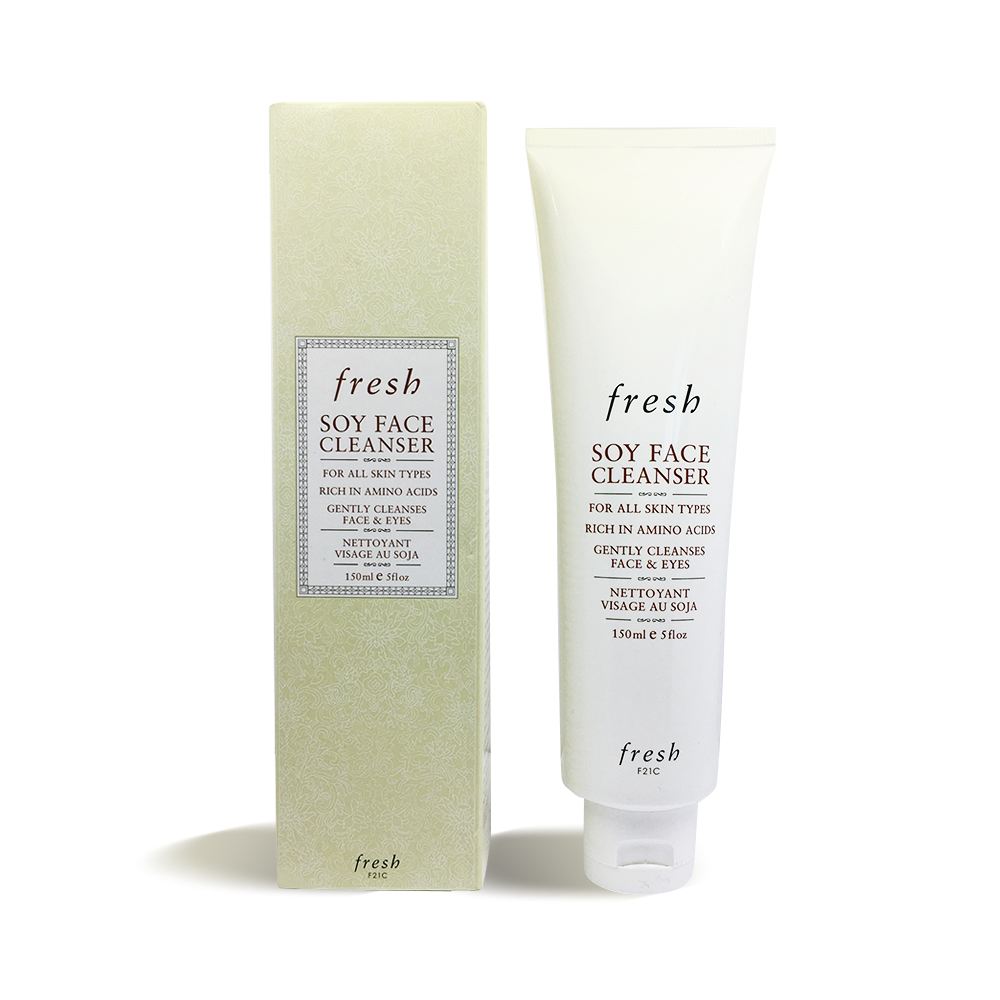 fresh
SOY FACE
CLEANSER
FOR ALL SKIN TYPES
RICH IN AMINO ACIDS
GENTLY CLEANSES
FACE & EYES
NETTOYANT
VISAGE AU SOJA
150ml e 5floz
fresh
F21C
fresh
SOY FACE
CLEANSER
FOR ALL SKIN TYPES
RICH IN AMINO ACIDS
GENTLY CLEANSES
FACE & EYES
NETTOYANT
VISAGE AU SOJA
150ml e 5floz
fresh
F21C